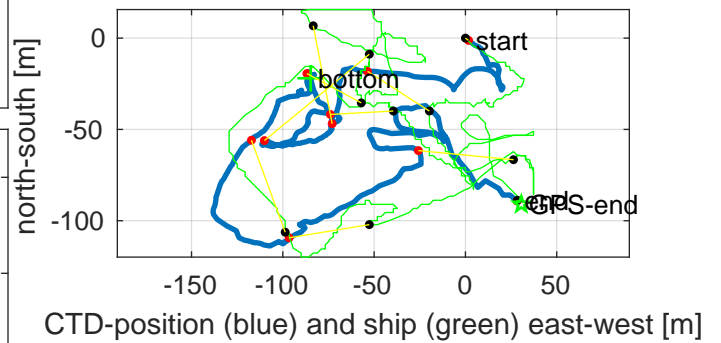 0
-50
-100
north-south [m]
start
bottom
end
GPS-end
-150 -100 -50 0 50
CTD-position (blue) and ship (green) east-west [m]